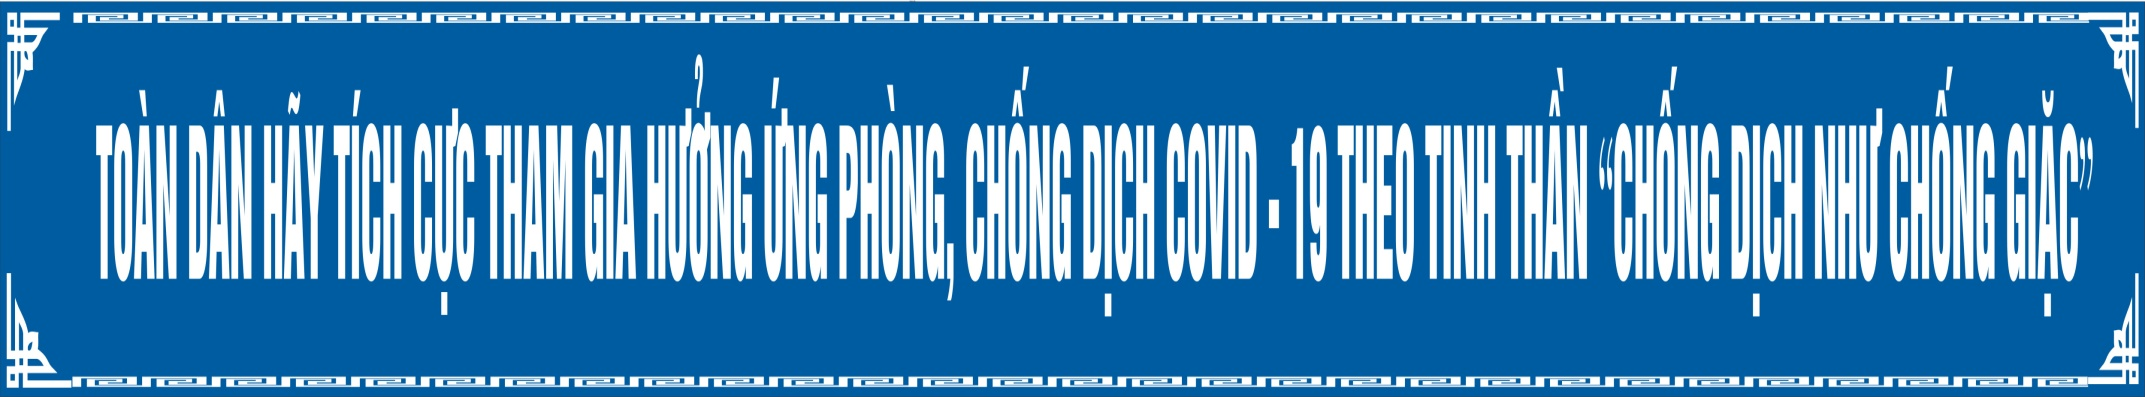 TOÀN DÂN HÃY TÍCH CỰC THAM GIA HƯỞNG ỨNG PHÒNG, CHỐNG DỊCH COVID - 19 THEO TINH THẦN “CHỐNG DỊCH NHƯ CHỐNG GIẶC”